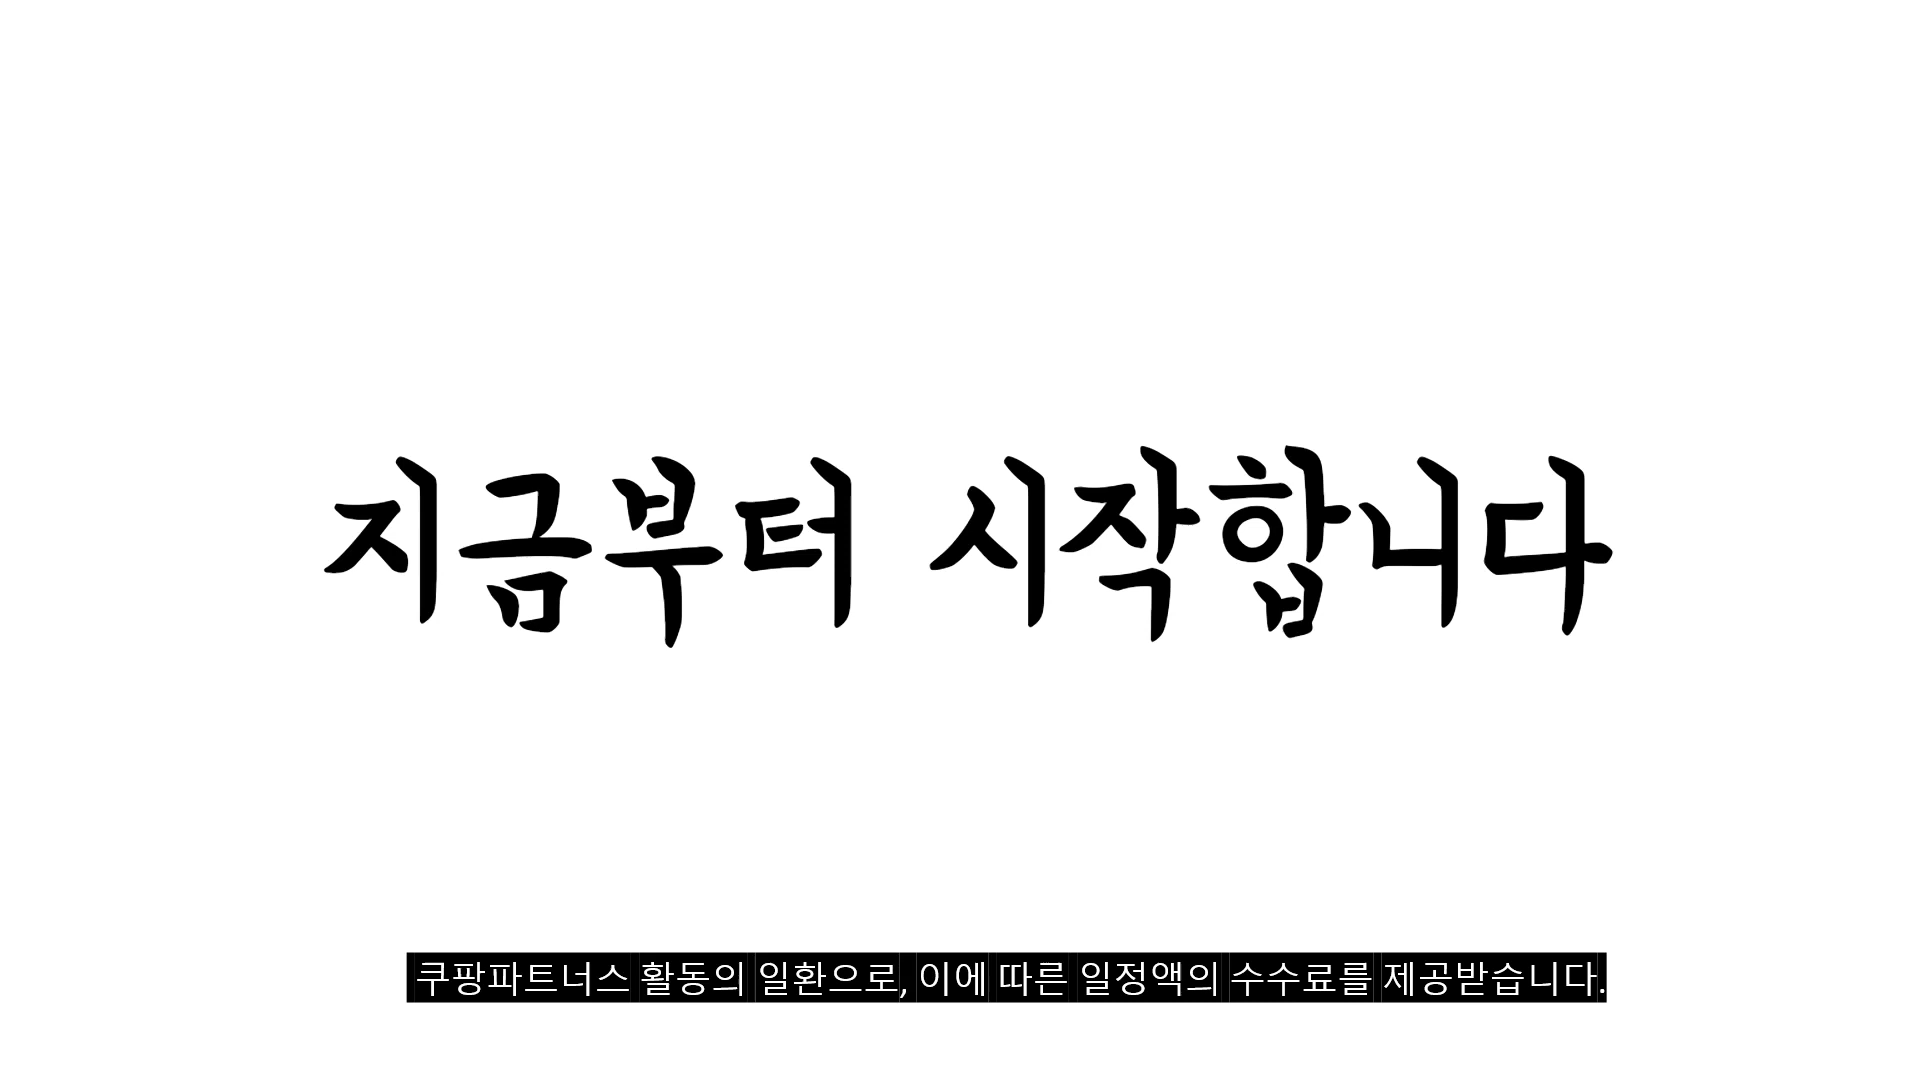 지금부터 시작합니다
쿠팡파트너스 활동의 일환으로, 이에 따른 일정액의 수수료를 제공받습니다.